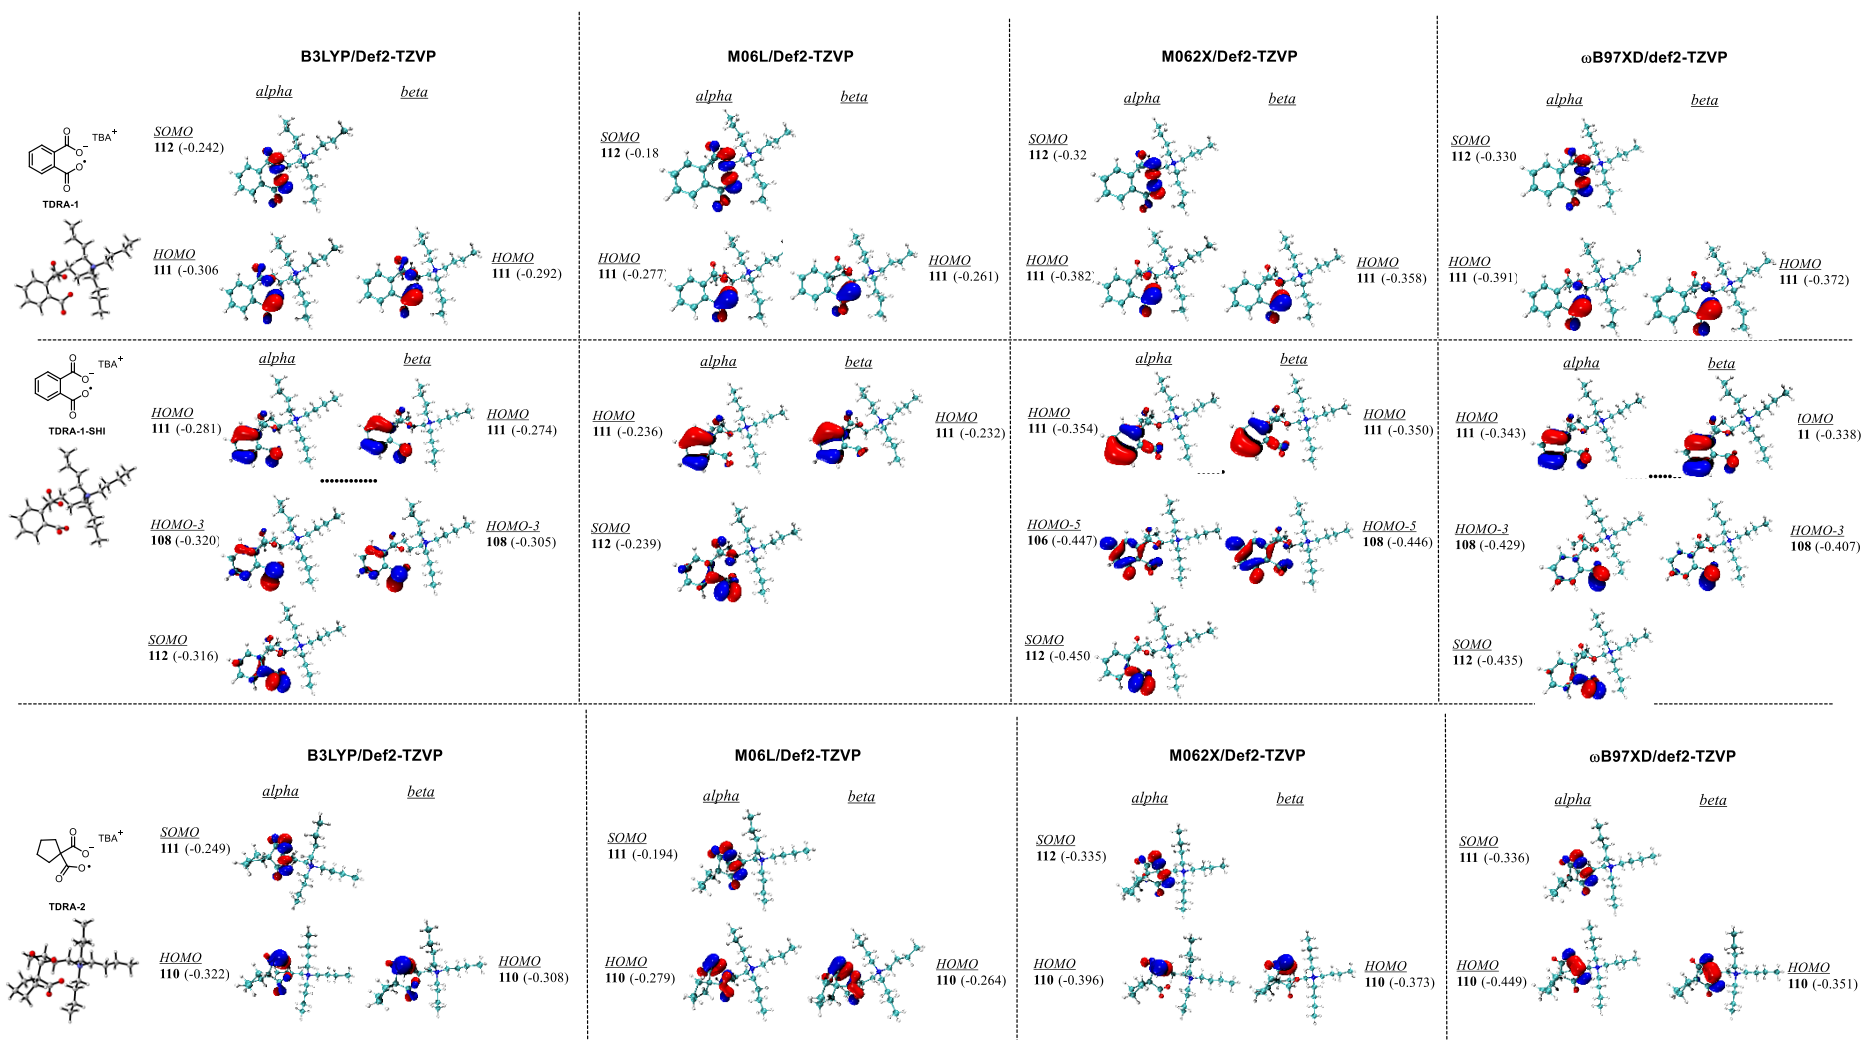 B3LYP/Def2-TZVP
M06L/Def2-TZVP
M062X/Def2-TZVP
ωB97XD/def2-TZVP
alpha
beta
alpha
beta
alpha
beta
alpha
beta
O
O−
O•
O
TBA+
TDRA-1
SOMO
112 (-0.242)
SOMO
112 (-0.18
SOMO
112 (-0.32
SOMO
112 (-0.330
HOMO
111 (-0.306
HOMO
111 (-0.292)
HOMO
111 (-0.277)
HOMO
111 (-0.261)
HOMO
111 (-0.382)
HOMO
111 (-0.358)
HOMO
111 (-0.391)
HOMO
111 (-0.372)
alpha
beta
alpha
beta
alpha
beta
alpha
beta
O
O−
O•
O
TBA+
TDRA-1-SHI
HOMO
111 (-0.281)
HOMO
111 (-0.274)
HOMO
111 (-0.236)
HOMO
111 (-0.232)
HOMO
111 (-0.354)
HOMO
111 (-0.350)
HOMO
111 (-0.343)
IOMO
11 (-0.338)
HOMO-3
108 (-0.320)
HOMO-3
108 (-0.305)
SOMO
112 (-0.239)
HOMO-5
106 (-0.447)
HOMO-5
108 (-0.446)
HOMO-3
108 (-0.429)
HOMO-3
108 (-0.407)
SOMO
112 (-0.316)
SOMO
112 (-0.450
SOMO
112 (-0.435)
B3LYP/Def2-TZVP
M06L/Def2-TZVP
M062X/Def2-TZVP
ωB97XD/def2-TZVP
alpha
beta
alpha
beta
alpha
beta
alpha
beta
O
O−
O•
O
TBA+
TDRA-2
SOMO
111 (-0.249)
SOMO
111 (-0.194)
SOMO
112 (-0.335)
SOMO
111 (-0.336)
HOMO
110 (-0.322)
HOMO
110 (-0.308)
HOMO
110 (-0.279)
HOMO
110 (-0.264)
HOMO
110 (-0.396)
HOMO
110 (-0.373)
HOMO
110 (-0.449)
HOMO
110 (-0.351)